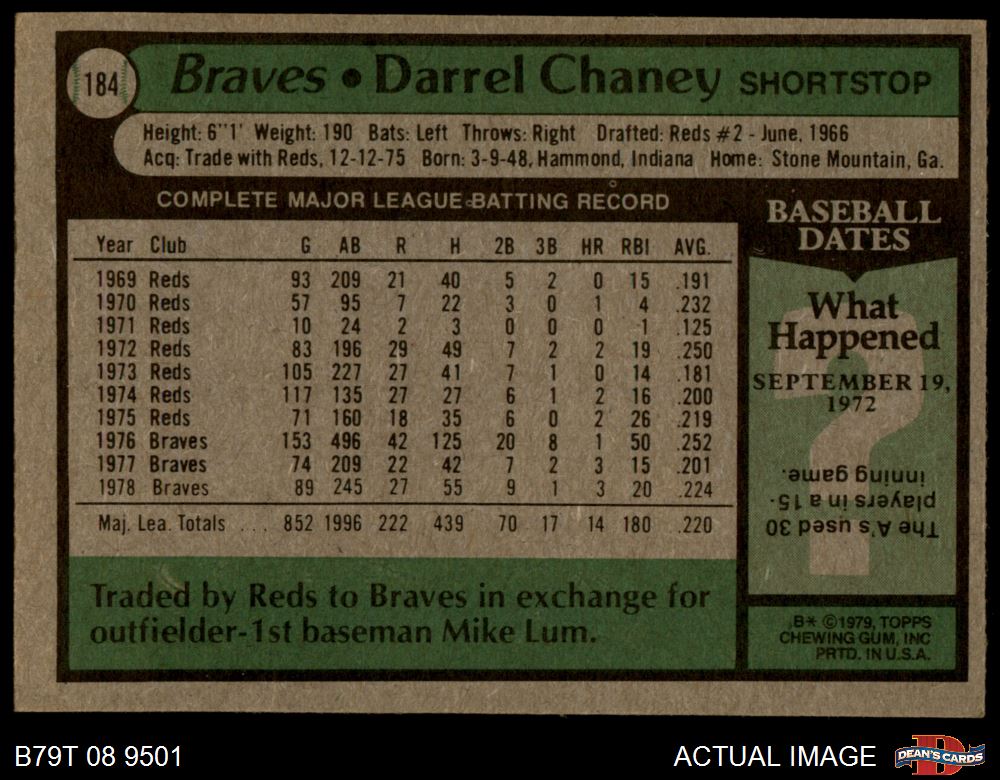 184 Braves • Darrel Chaney SHORTSTOP
Height: 6"1' Weight: 190 Bats: Left Throws: Right Drafted: Reds #2 - June, 1966
Acq: Trade with Reds, 12-12-75 Born: 3-9-48, Hammond, Indiana Home: Stone Mountain, Ga.
COMPLETE MAJOR LEAGUE BATTING RECORD
Year Club G AB R H 2B 3B HR RBI AVG.
1969 Reds 93 209 21 40 5 2 0 15 .191
1970 Reds 57 95 7 22 3 0 1 4 .232
1971 Reds 10 24 2 3 0 0 0 1 .125
1972 Reds 83 196 29 49 7 2 2 19 .250
1973 Reds 105 227 27 41 7 1 0 14 .181
1974 Reds 117 135 27 27 6 1 2 16 .200
1975 Reds 71 160 18 35 6 0 2 26 .219
1976 Braves 153 496 42 125 20 8 1 50 .252
1977 Braves 74 209 22 42 7 2 3 15 .201
1978 Braves 89 245 27 55 9 1 3 20 .224
Maj. Lea. Totals ... 852 1996 222 439 70 17 14 180 .220
Traded by Reds to Braves in exchange for
outfielder-1st baseman Mike Lum.
BASEBALL
DATES
What
Happened
SEPTEMBER 19,
1972
The A's used 30
players in a 15-
inning game.
B* ©1979, TOPPS
CHEWING GUM, INC
PRTD. IN U.S.A.
B79T 08 9501
ACTUAL IMAGE
D
DEAN'S CARDS